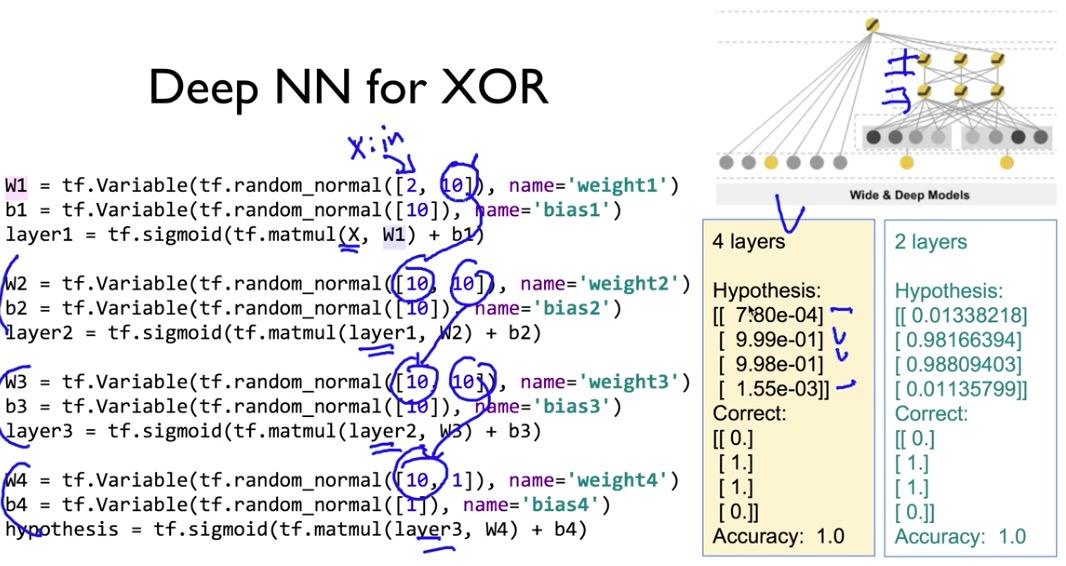 Deep NN for XOR
X: in
W1 = tf.Variable(tf.random_normal([2, 10]), name='weight1')
b1 = tf.Variable(tf.random_normal([10]), name='bias1')
layer1 = tf.sigmoid(tf.matmul(X, W1) + b1)
W2 = tf.Variable(tf.random_normal([10, 10]), name='weight2')
b2 = tf.Variable(tf.random_normal([10]), name='bias2')
layer2 = tf.sigmoid(tf.matmul(layer1, W2) + b2)
W3 = tf.Variable(tf.random_normal([10, 10]), name='weight3')
b3 = tf.Variable(tf.random_normal([10]), name='bias3')
layer3 = tf.sigmoid(tf.matmul(layer2, W3) + b3)
W4 = tf.Variable(tf.random_normal([10, 1]), name='weight4')
b4 = tf.Variable(tf.random_normal([1]), name='bias4')
hypothesis = tf.sigmoid(tf.matmul(layer3, W4) + b4)
Wide & Deep Models
4 layers
Hypothesis:
[[ 7.80e-04]
[ 9.99e-01]
[ 9.98e-01]
[ 1.55e-03]]
Correct:
[[ 0.]
[ 1.]
[ 1.]
[ 0.]]
Accuracy: 1.0
2 layers
Hypothesis:
[[ 0.01338218]
[ 0.98166394]
[ 0.98809403]
[ 0.01135799]]
Correct:
[[ 0.]
[ 1.]
[ 1.]
[ 0.]]
Accuracy: 1.0